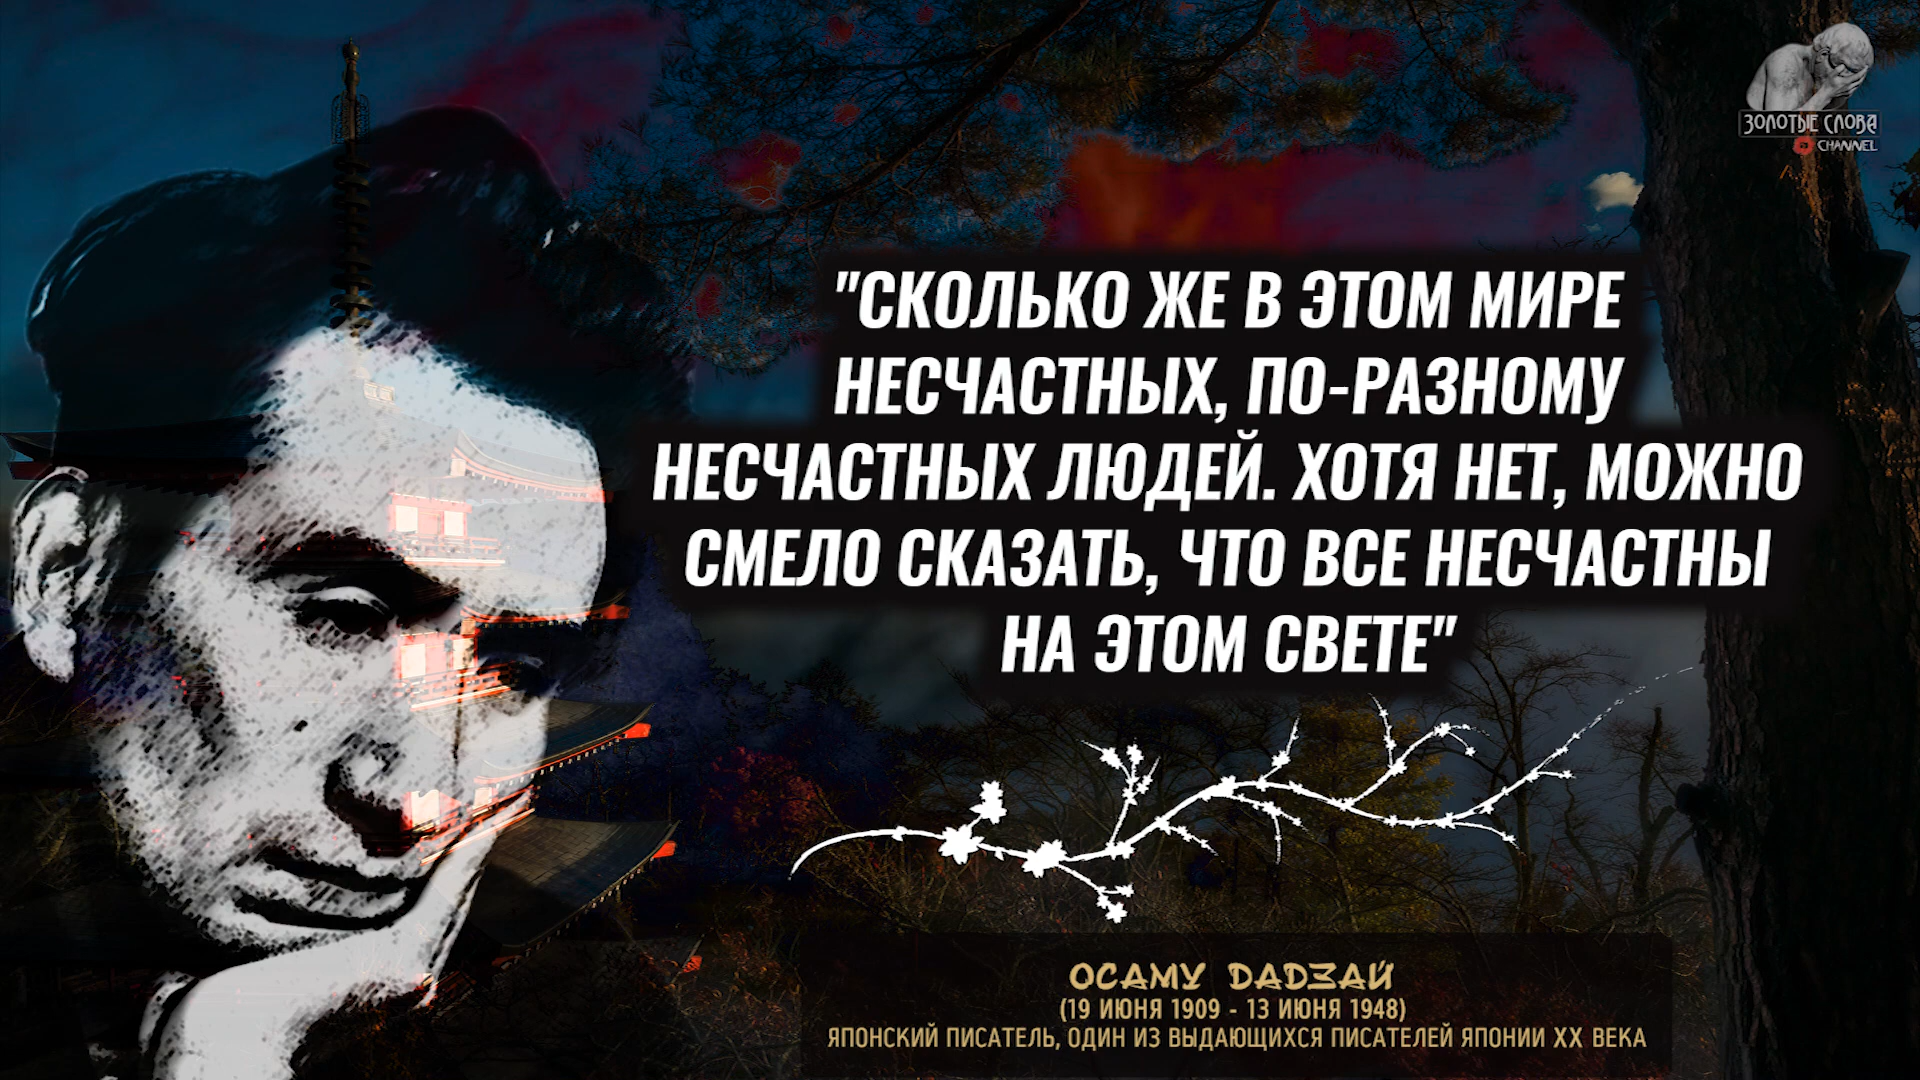 ЗОЛОТЫЕ СЛОВА
CHANNEL
"СКОЛЬКО ЖЕ В ЭТОМ МИРЕ
НЕСЧАСТНЫХ, ПО-РАЗНОМУ
НЕСЧАСТНЫХ ЛЮДЕЙ. ХОТЯ НЕТ, МОЖНО
СМЕЛО СКАЗАТЬ, ЧТО ВСЕ НЕСЧАСТНЫ
НА ЭТОМ СВЕТЕ"
ОСАМУ ДАДЗАЙ
(19 ИЮНЯ 1909 - 13 ИЮНЯ 1948)
ЯПОНСКИЙ ПИСАТЕЛЬ, ОДИН ИЗ ВЫДАЮЩИХСЯ ПИСАТЕЛЕЙ ЯПОНИИ XX ВЕКА